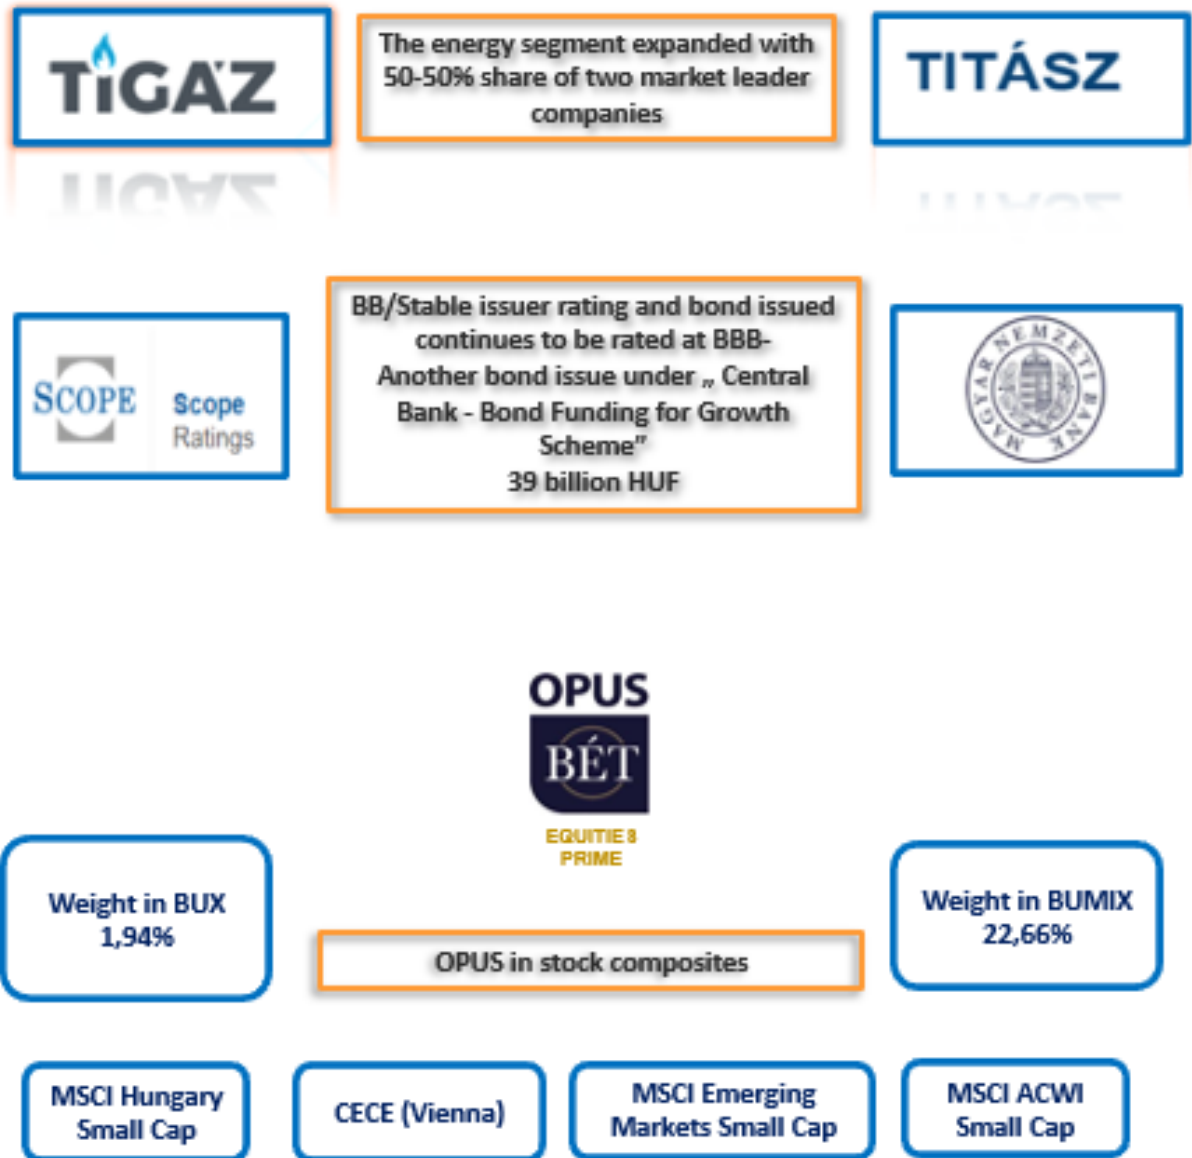 TIGÁZ
The energy segment expanded with
50-50% share of two market leader
companies
TITÁSZ
SCOPE
Scope
Ratings
BB/Stable issuer rating and bond issued
continues to be rated at BBB-
Another bond issue under „ Central
Bank - Bond Funding for Growth
Scheme”
39 billion HUF
MAGYAR NEMZETI BANK
OPUS
BÉT
EQUITIES
PRIME
Weight in BUX
1,94%
OPUS in stock composites
Weight in BUMIX
22,66%
MSCI Hungary
Small Cap
CECE (Vienna)
MSCI Emerging
Markets Small Cap
MSCI ACWI
Small Cap